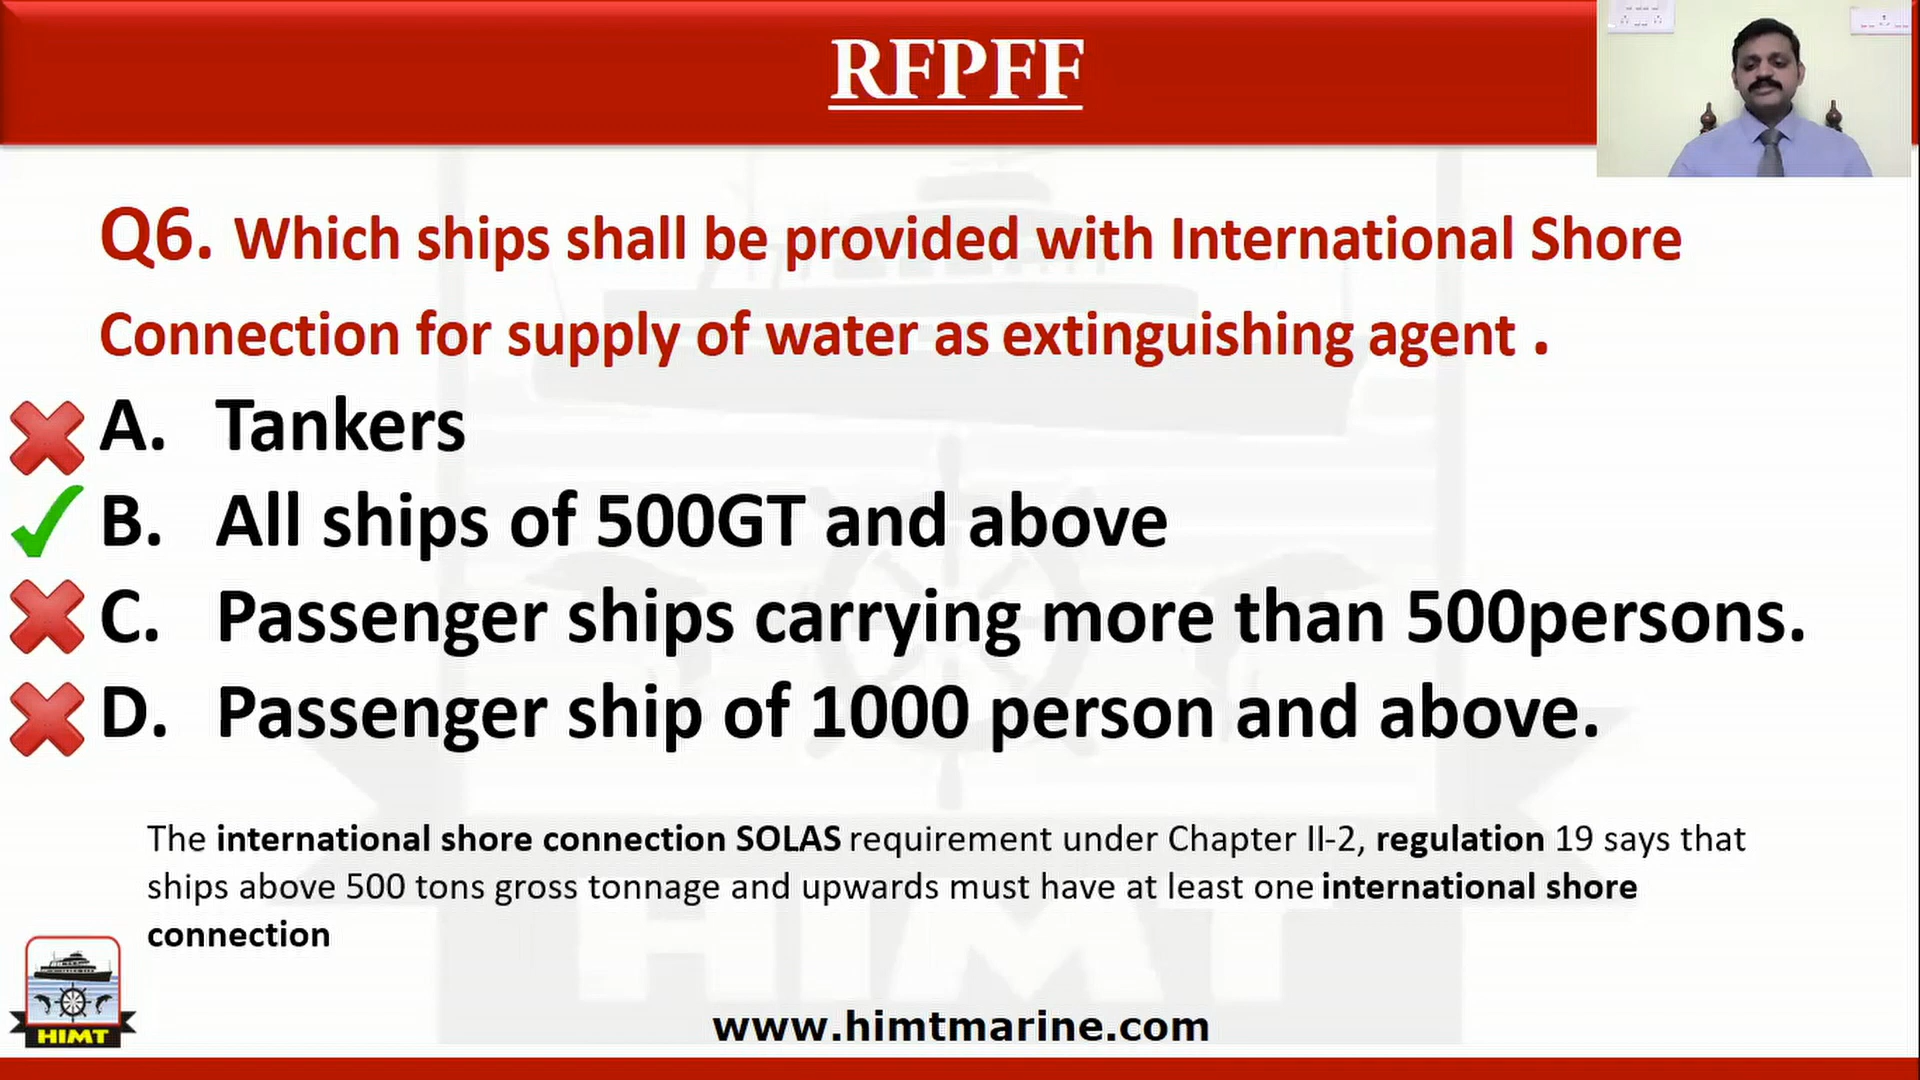 RFPFF
Q6. Which ships shall be provided with International Shore
Connection for supply of water as extinguishing agent .
A. Tankers
B. All ships of 500GT and above
C. Passenger ships carrying more than 500persons.
D. Passenger ship of 1000 person and above.
The international shore connection SOLAS requirement under Chapter II-2, regulation 19 says that
ships above 500 tons gross tonnage and upwards must have at least one international shore
connection
HIMT
HIMT
www.himtmarine.com